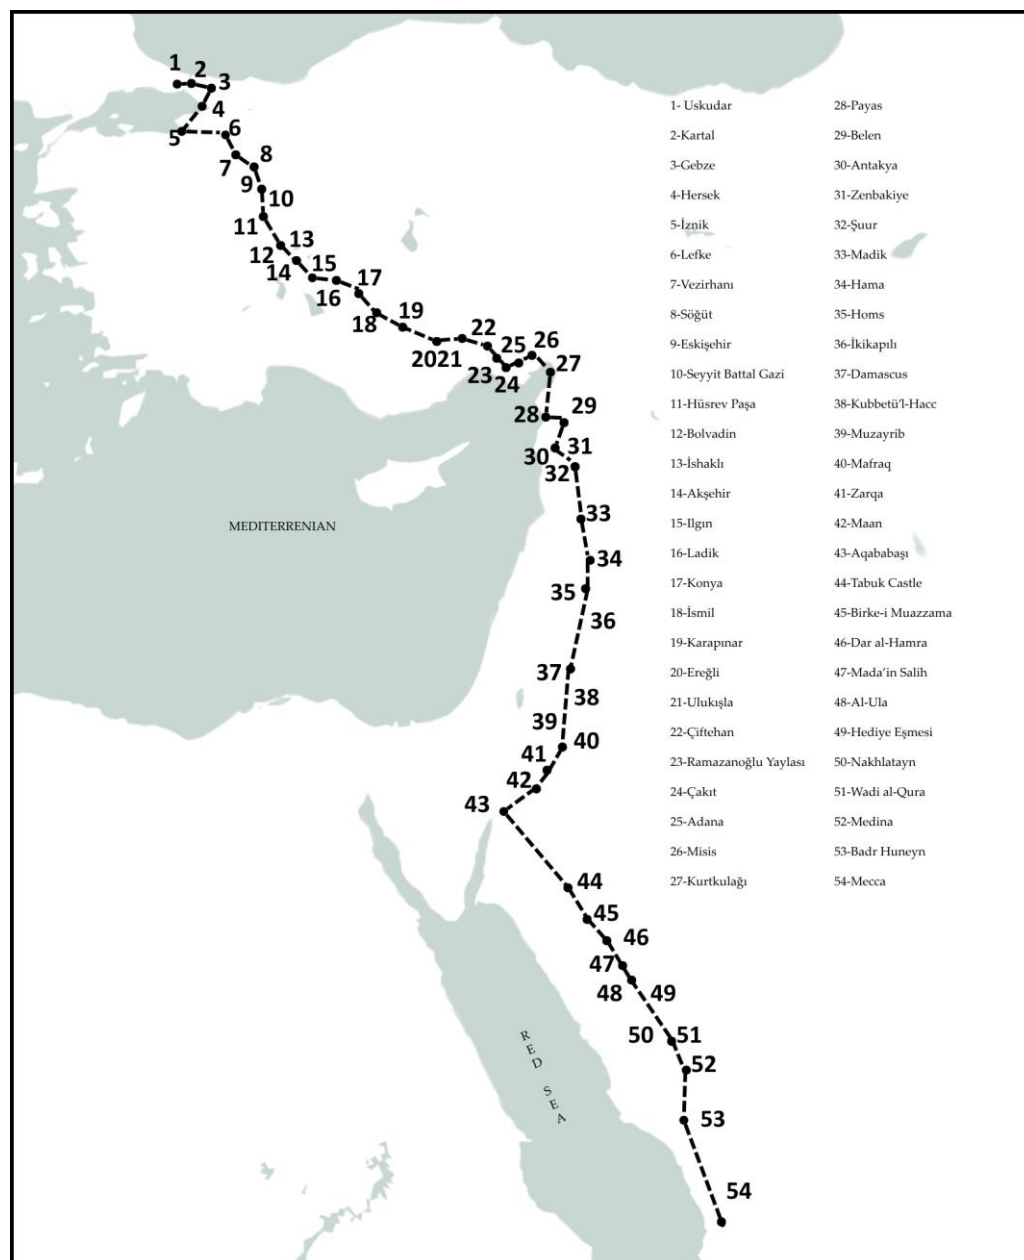 1
2
3
4
5
6
7
8
9
10
11
12
13
14
15
16
17
18
19
2021
22
23
24
25
26
27
28
29
30
31
32
33
34
35
36
37
38
39
40
41
42
43
44
45
46
47
48
49
50
51
52
53
54
MEDITERRENIAN
RED SEA
1- Uskudar
2-Kartal
3-Gebze
4-Hersek
5-İznik
6-Lefke
7-Vezirhanı
8-Söğüt
9-Eskişehir
10-Seyyit Battal Gazi
11-Hüsrev Paşa
12-Bolvadin
13-İshaklı
14-Akşehir
15-Ilgın
16-Ladik
17-Konya
18-İsmil
19-Karapınar
20-Ereğli
21-Ulukışla
22-Çiftehan
23-Ramazanoğlu Yaylası
24-Çakıt
25-Adana
26-Misis
27-Kurtkulağı
28-Payas
29-Belen
30-Antakya
31-Zenbakiye
32-Şuur
33-Madik
34-Hama
35-Homs
36-İkikapılı
37-Damascus
38-Kubbetü'l-Hacc
39-Muzayrib
40-Mafraq
41-Zarqa
42-Maan
43-Aqababaşı
44-Tabuk Castle
45-Birke-i Muazzama
46-Dar al-Hamra
47-Mada'in Salih
48-Al-Ula
49-Hediye Eşmesi
50-Nakhlatayn
51-Wadi al-Qura
52-Medina
53-Badr Huneyn
54-Mecca